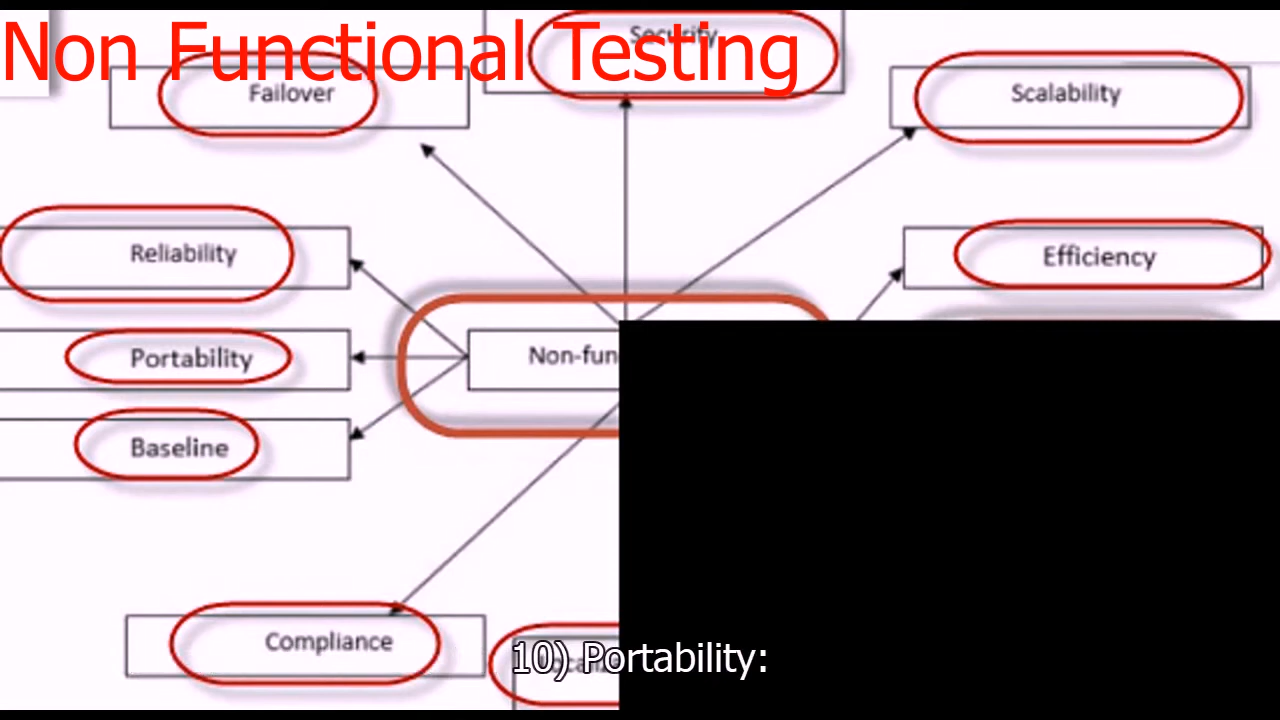 Non Functional Testing
Security
Failover
Scalability
Reliability
Efficiency
Non-fun
Portability
Baseline
Compliance
10) Portability: